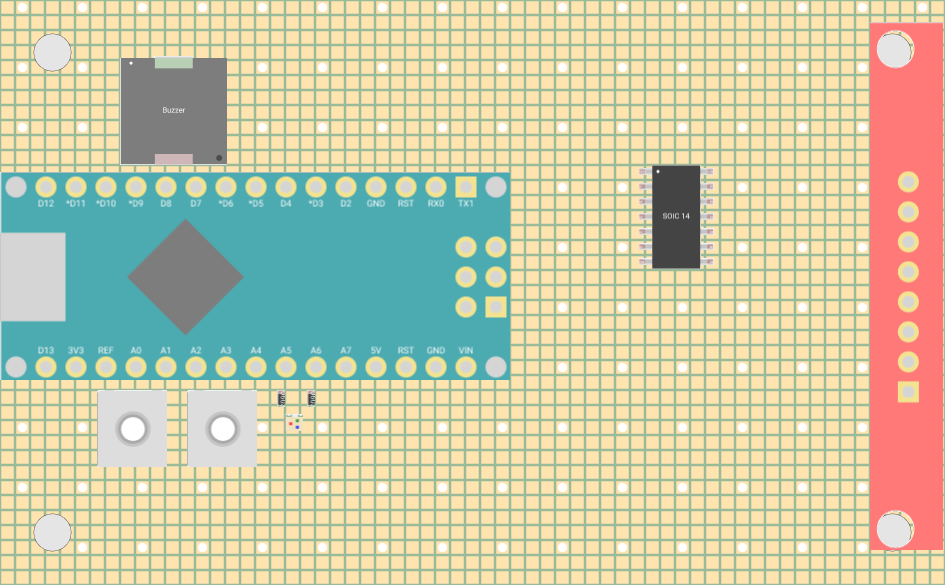 Buzzer
D12 *D11 *D10 *D9 D8 D7 *D6 *D5 D4 *D3 D2 GND RST RX0 TX1
SOIC 14
D13 3V3 REF A0 A1 A2 A3 A4 A5 A6 A7 5V RST GND VIN